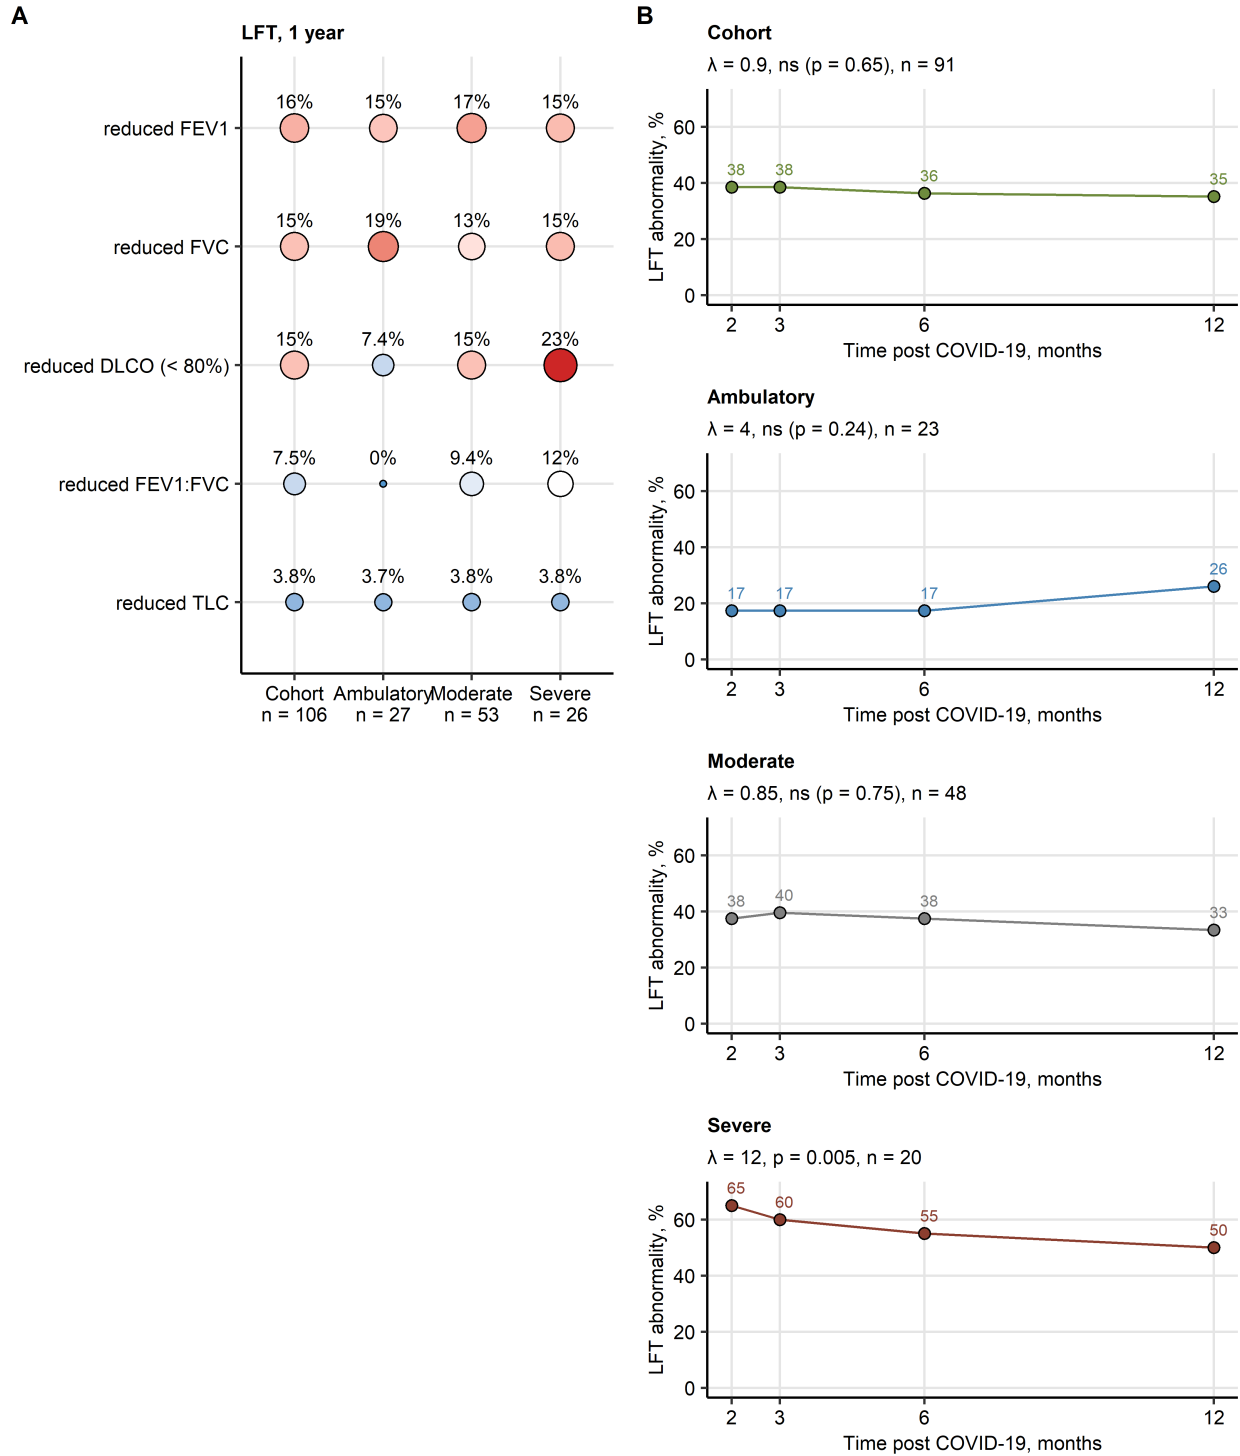 A
LFT, 1 year
16% 15% 17% 15%
reduced FEV1
15% 19% 13% 15%
reduced FVC
15% 7.4% 15% 23%
reduced DLCO (< 80%)
7.5% 0% 9.4% 12%
reduced FEV1:FVC
3.8% 3.7% 3.8% 3.8%
reduced TLC
Cohort Ambulatory Moderate Severe
n = 106 n = 27 n = 53 n = 26
B
Cohort
λ = 0.9, ns (p = 0.65), n = 91
LFT abnormality, %
60
40
20
0
38 38 36 35
2 3 6 12
Time post COVID-19, months
Ambulatory
λ = 4, ns (p = 0.24), n = 23
LFT abnormality, %
60
40
20
0
17 17 17 26
2 3 6 12
Time post COVID-19, months
Moderate
λ = 0.85, ns (p = 0.75), n = 48
LFT abnormality, %
60
40
20
0
38 40 38 33
2 3 6 12
Time post COVID-19, months
Severe
λ = 12, p = 0.005, n = 20
LFT abnormality, %
60
40
20
0
65 60 55 50
2 3 6 12
Time post COVID-19, months